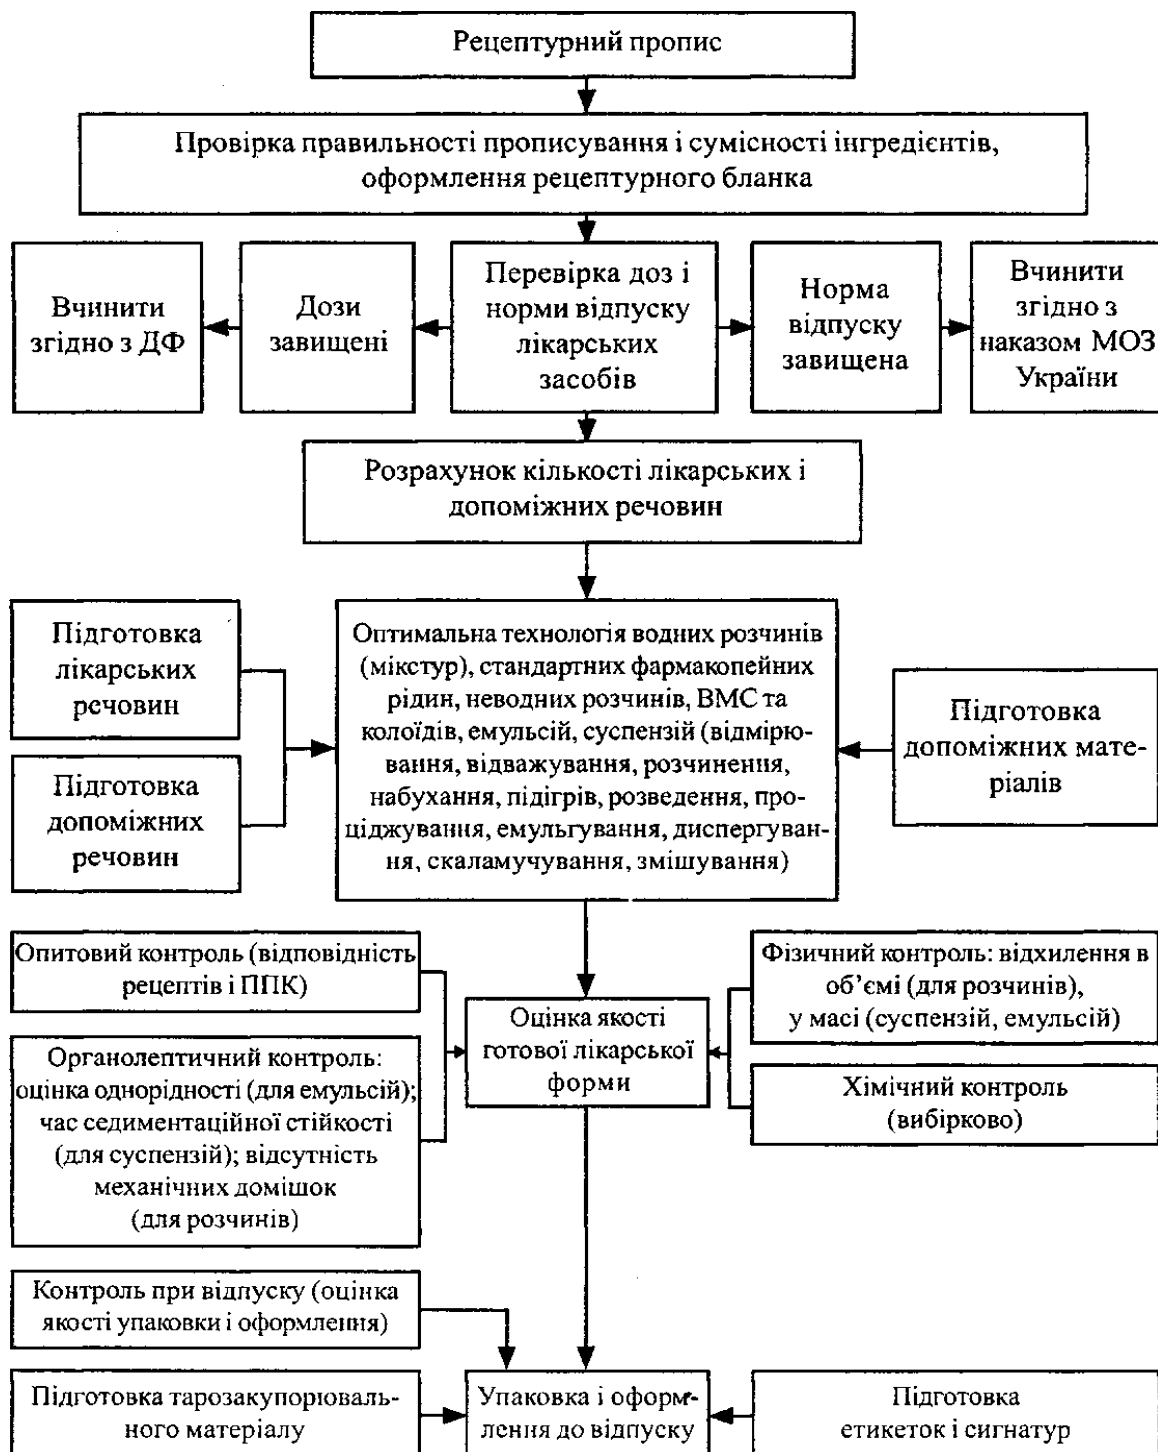 Рецептурний пропис
Провірка правильності прописування і сумісності інгредієнтів,
оформлення рецептурного бланка
Вчинити
згідно з ДФ
Дози
завищені
Перевірка доз і
норми відпуску
лікарських
засобів
Норма
відпуску
завищена
Вчинити
згідно з
наказом МОЗ
України
Розрахунок кількості лікарських і
допоміжних речовин
Підготовка
лікарських
речовин
Підготовка
допоміжних
речовин
Оптимальна технологія водних розчинів
(мікстур), стандартних фармакопейних
рідин, неводних розчинів, ВМС та
колоїдів, емульсій, суспензій (відмірю-
вання, відважування, розчинення,
набухання, підігрів, розведення, про-
ціджування, емульгування, диспергуван-
ня, скаламучування, змішування)
Підготовка
допоміжних мате-
ріалів
Опитовий контроль (відповідність
рецептів і ППК)
Органолептичний контроль:
оцінка однорідності (для емульсій);
час седиментаційної стійкості
(для суспензій); відсутність
механічних домішок
(для розчинів)
Оцінка якості
готової лікарської
форми
Фізичний контроль: відхилення в
об’ємі (для розчинів),
у масі (суспензій, емульсій)
Хімічний контроль
(вибірково)
Контроль при відпуску (оцінка
якості упаковки і оформлення)
Підготовка тарозакупорюваль-
ного матеріалу
Упаковка і оформ-
лення до відпуску
Підготовка
етикеток і сигнатур